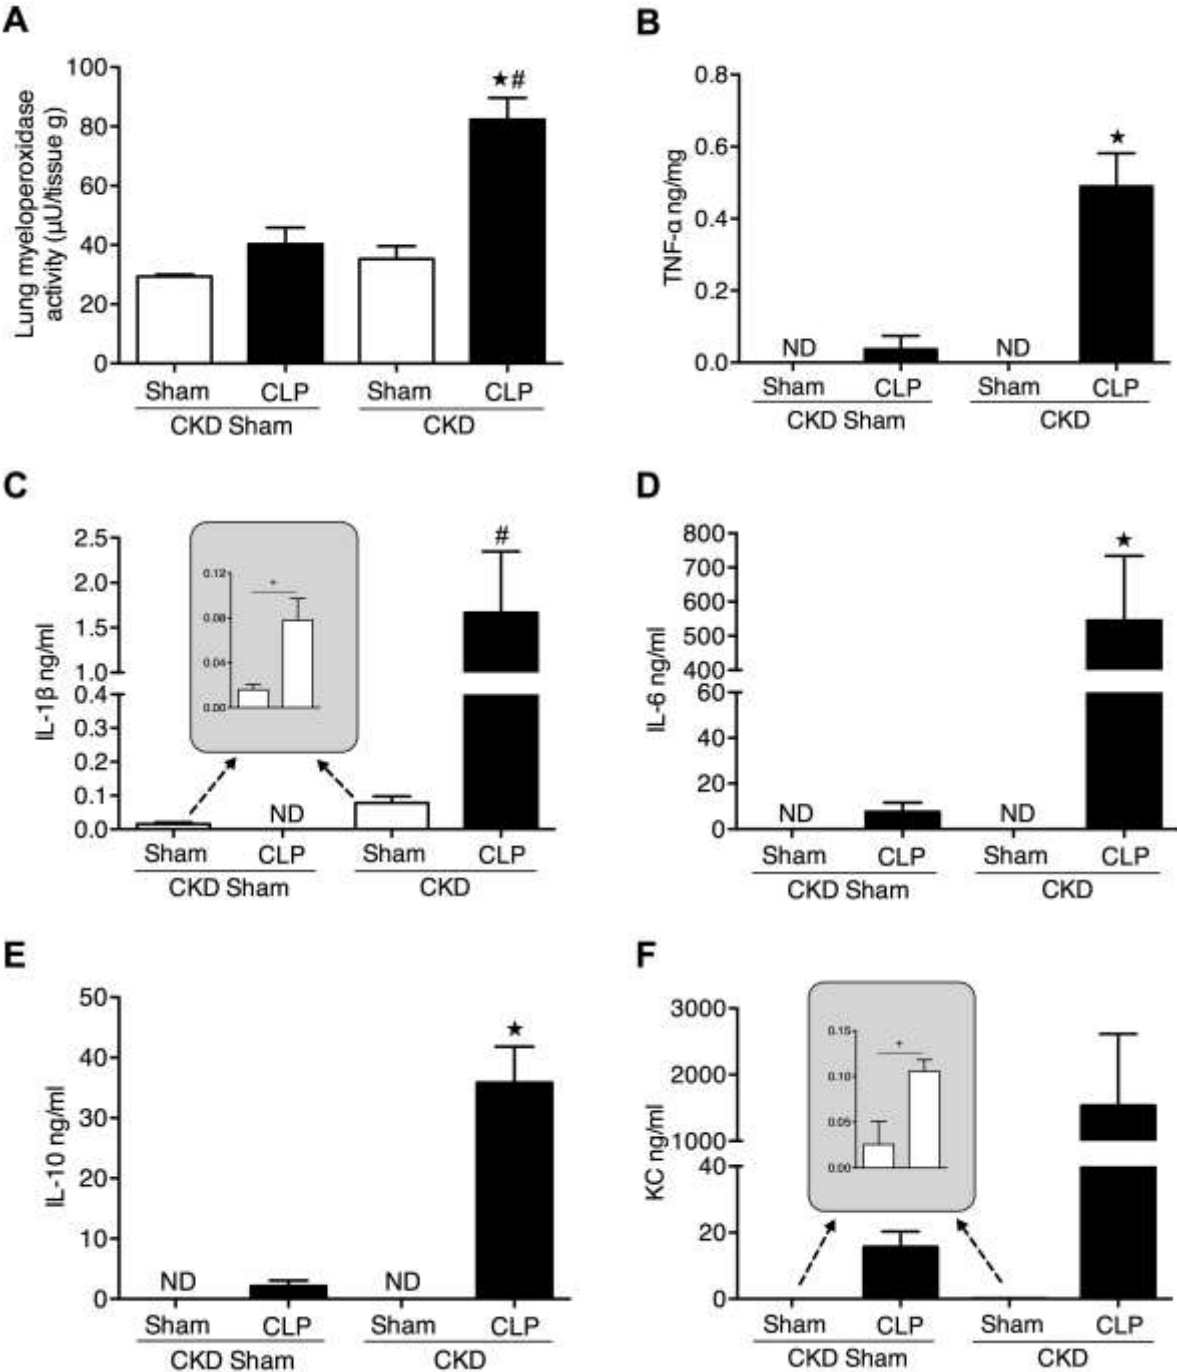 A
Lung myeloperoxidase
activity (µU/tissue g)
100
80
60
40
20
0
★#
Sham CLP Sham CLP
CKD Sham CKD
B
TNF-α ng/mg
0.8
0.6
0.4
0.2
0.0
★
ND ND
Sham CLP Sham CLP
CKD Sham CKD
C
IL-1β ng/ml
2.5
2.0
1.5
1.0
0.4
0.3
0.2
0.1
0.0
0.12
0.08
0.04
0.00
+
#
ND
Sham CLP Sham CLP
CKD Sham CKD
D
IL-6 ng/ml
800
700
600
500
400
60
40
20
0
★
ND ND
Sham CLP Sham CLP
CKD Sham CKD
E
IL-10 ng/ml
50
40
30
20
10
0
★
ND ND
Sham CLP Sham CLP
CKD Sham CKD
F
KC ng/ml
3000
2000
1000
40
20
0
0.15
0.10
0.05
0.00
+
Sham CLP Sham CLP
CKD Sham CKD